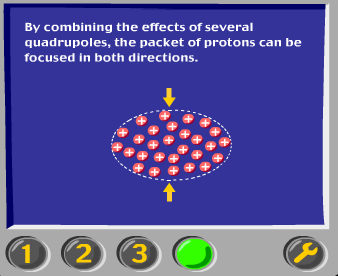 By combining the effects of several
quadrupoles, the packet of protons can be
focused in both directions.
1 2 3